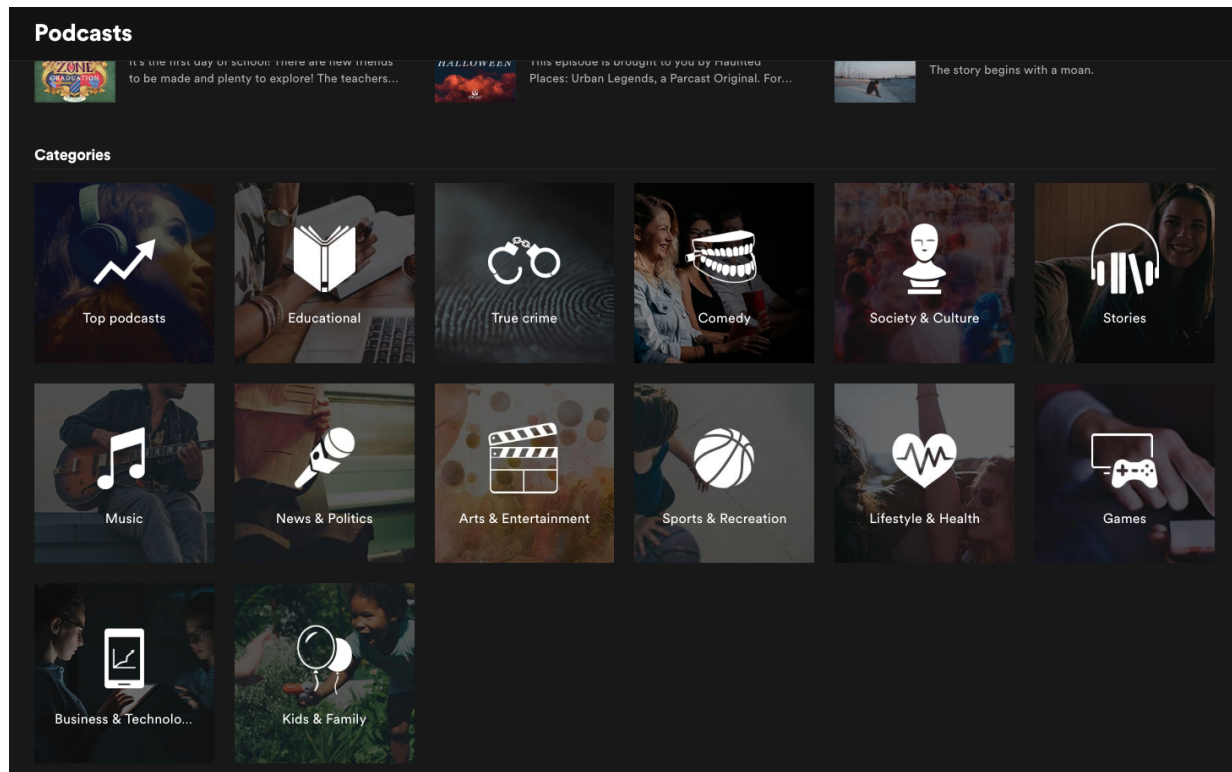 Podcasts
ZONE
GRADUATION
It's the first day of school! There are new friends
to be made and plenty to explore! The teachers...
HALLOWEEN
This episode is brought to you by Haunted
Places: Urban Legends, a Parcast Original. For...
The story begins with a moan.
Categories
Top podcasts
Educational
True crime
Comedy
Society & Culture
Stories
Music
News & Politics
Arts & Entertainment
Sports & Recreation
Lifestyle & Health
Games
Business & Technolo...
Kids & Family